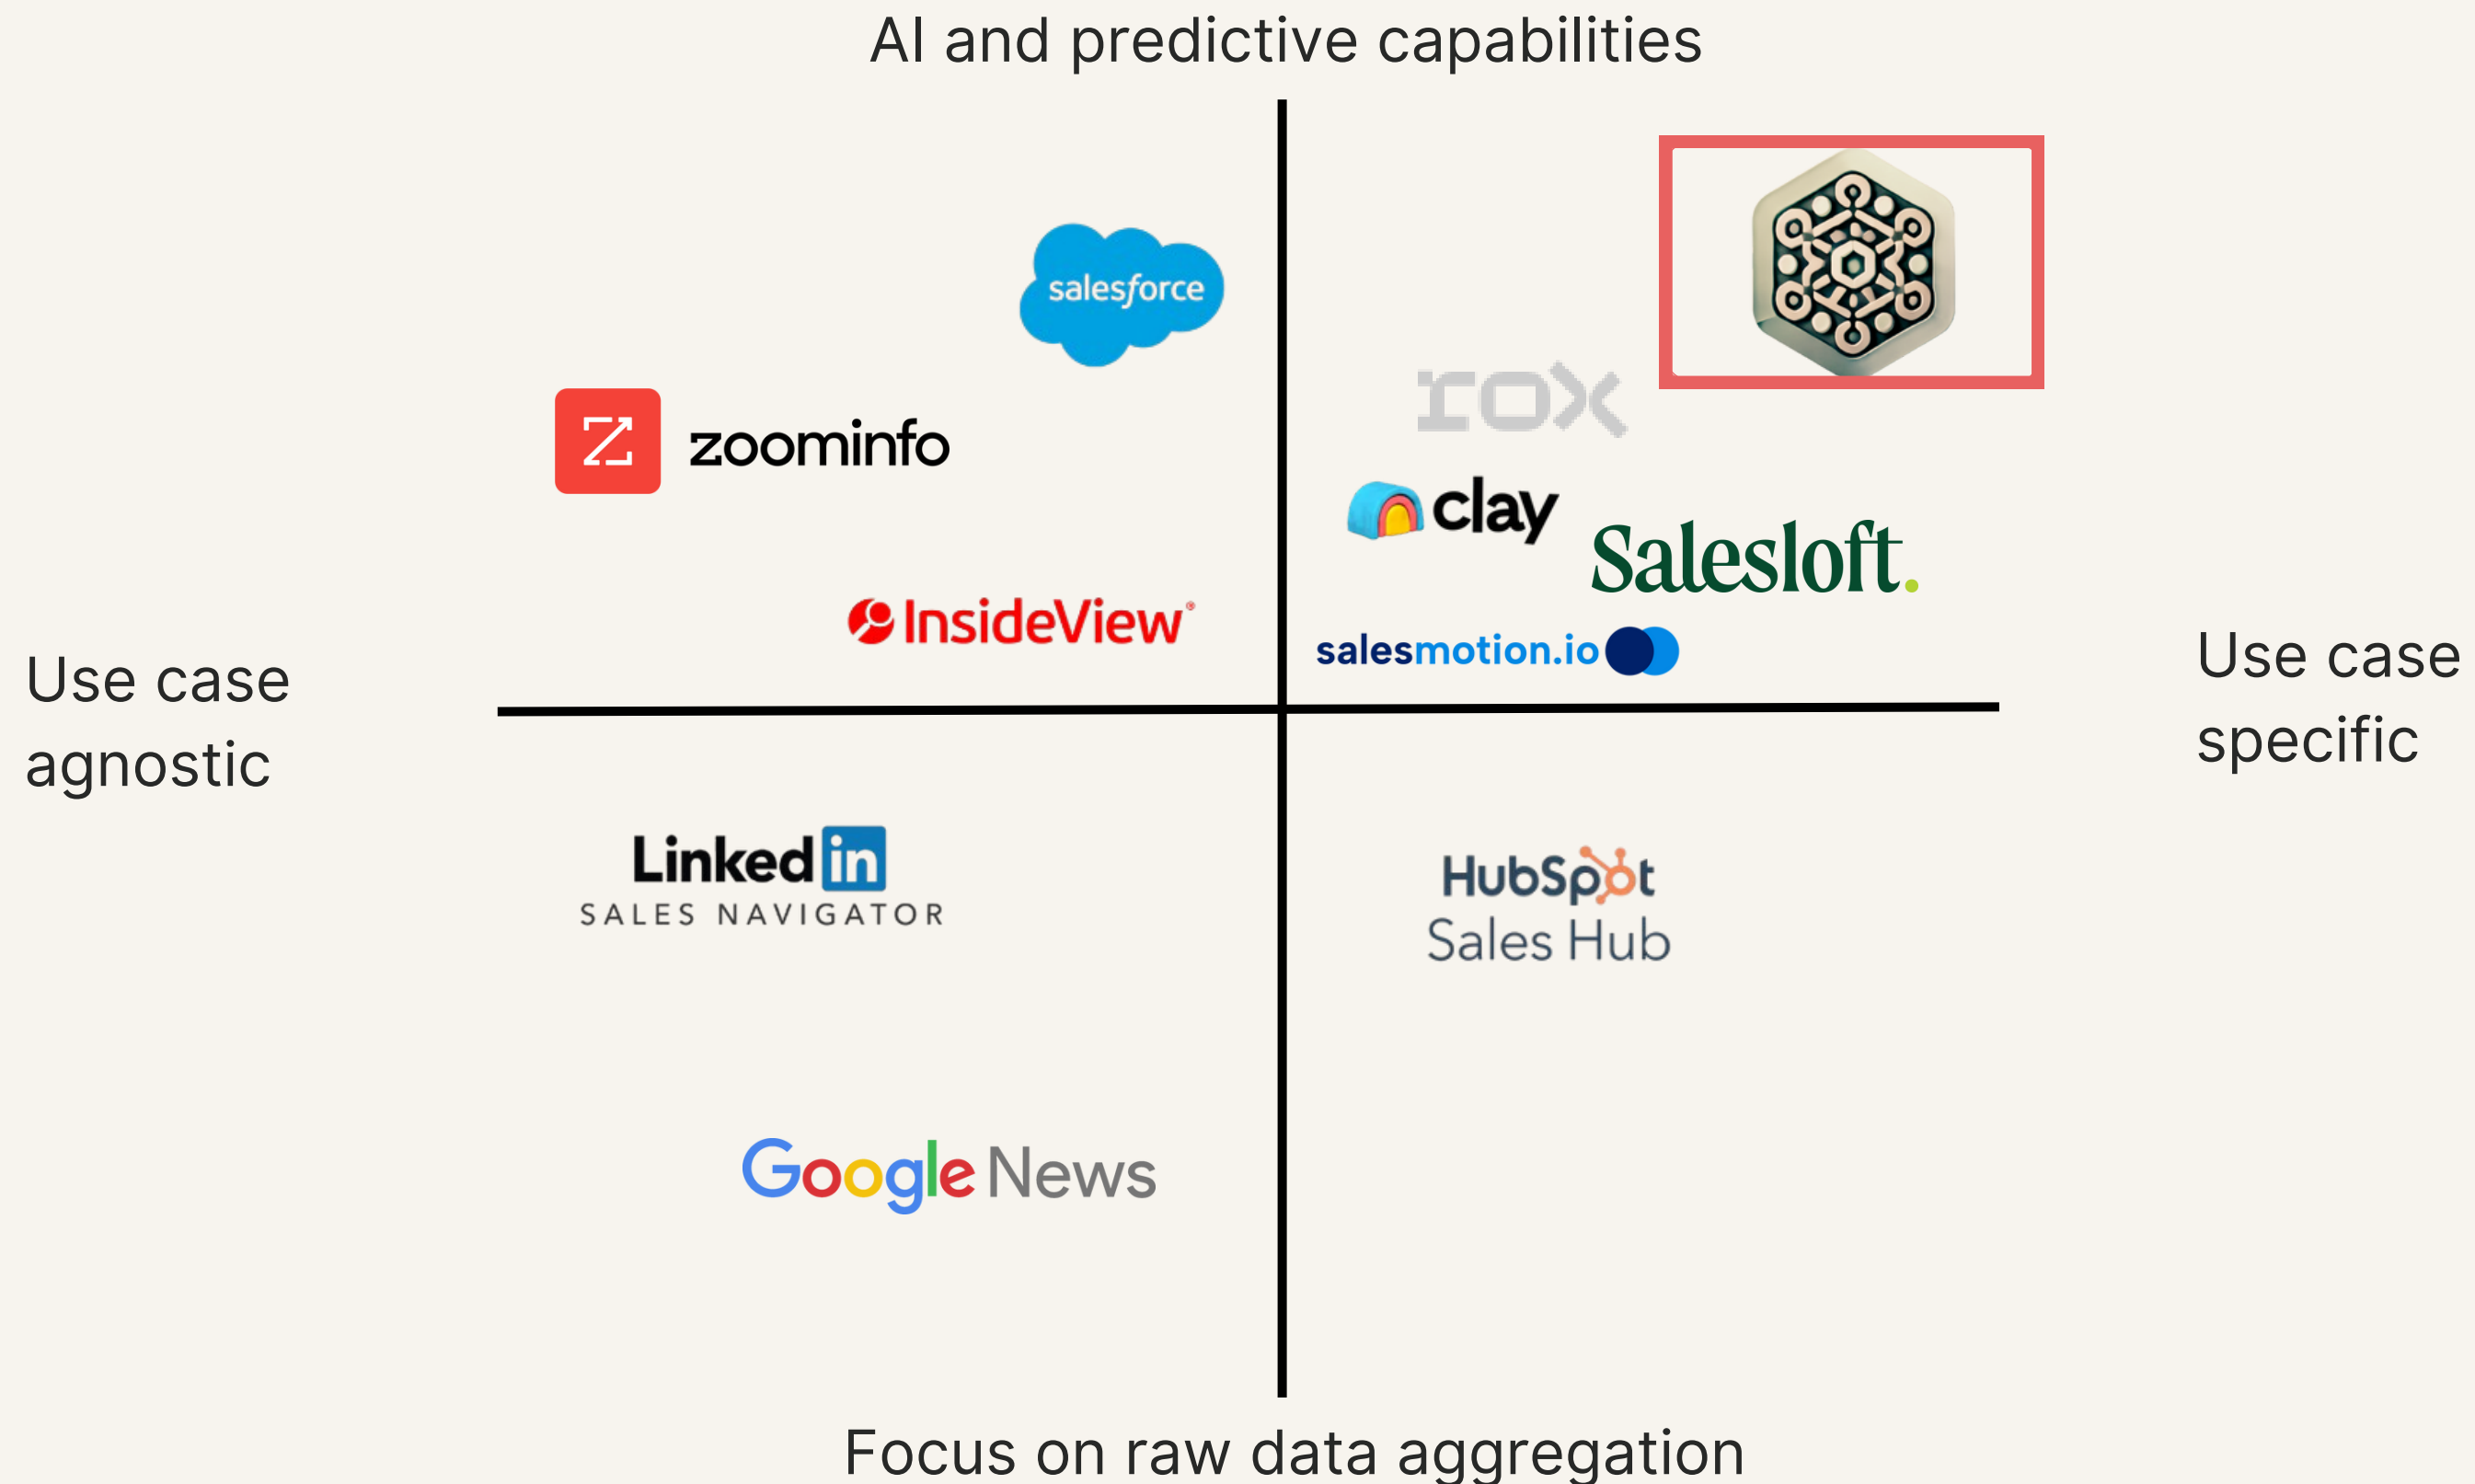 AI and predictive capabilities
salesforce
rox
Z zoominfo
clay
Salesloft.
InsideView®
salesmotion.io
Use case
agnostic
Use case
specific
Linked in
SALES NAVIGATOR
HubSpot
Sales Hub
Google News
Focus on raw data aggregation